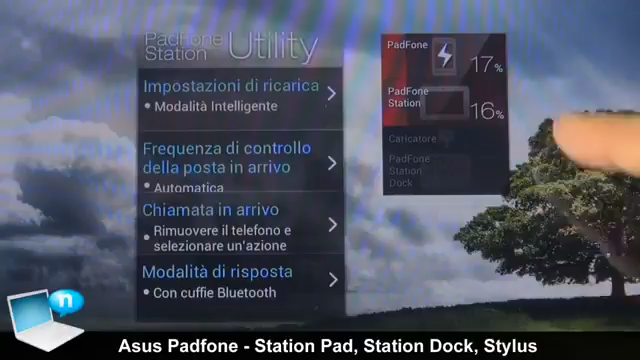 PadFone
Station Utility
Impostazioni di ricarica
• Modalità Intelligente
Frequenza di controllo
della posta in arrivo
• Automatica
Chiamata in arrivo
• Rimuovere il telefono e
selezionare un'azione
Modalità di risposta
• Con cuffie Bluetooth
PadFone
17%
PadFone
Station
16%
Caricatore
PadFone
Station
Dock
n
Asus Padfone - Station Pad, Station Dock, Stylus